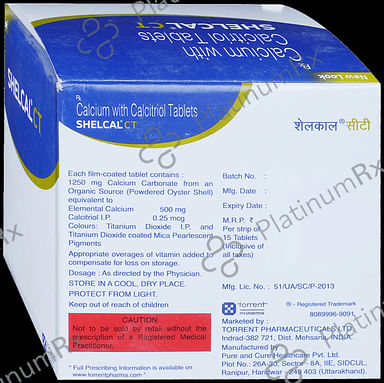 Rx
Calcium with
Calcitriol Tablets
SHELCAL CT
New Look
SHELCAL CT
Rx
Calcium with Calcitriol Tablets
SHELCAL® CT
शेलकाल® सीटी
Each film-coated tablet contains :
1250 mg Calcium Carbonate from an
Organic Source (Powdered Oyster Shell)
equivalent to
Elemental Calcium 500 mg
Calcitriol I.P. 0.25 mcg
Colours: Titanium Dioxide I.P. and
Titanium Dioxide coated Mica Pearlescent
Pigments
Appropriate overages of vitamin added to
compensate for loss on storage.
Dosage : As directed by the Physician.
STORE IN A COOL, DRY PLACE.
PROTECT FROM LIGHT.
Keep out of reach of children
CAUTION
Not to be sold by retail without the
prescription of a Registered Medical
Practitioner.
* Full Prescribing Information is available on
www.torrentpharma.com
Batch No. :
Mfg. Date :
Expiry Date :
M.R.P. ₹
Per strip of
15 Tablets
(Inclusive of
all taxes)
Mfg. Lic. No. : 51/UA/SC/P-2013
torrent
PHARMA
® - Registered Trademark
8089996-9091
Marketed by :
TORRENT PHARMACEUTICALS LTD.
Indrad-382 721, Dist. Mehsana, INDIA.
Manufactured by :
Pure and Cure Healthcare Pvt. Ltd.
Plot No.: 26A-30, Sector- 8A, IIE, SIDCUL,
Ranipur, Haridwar - 249 403 (Uttarakhand).
PlatinumRx